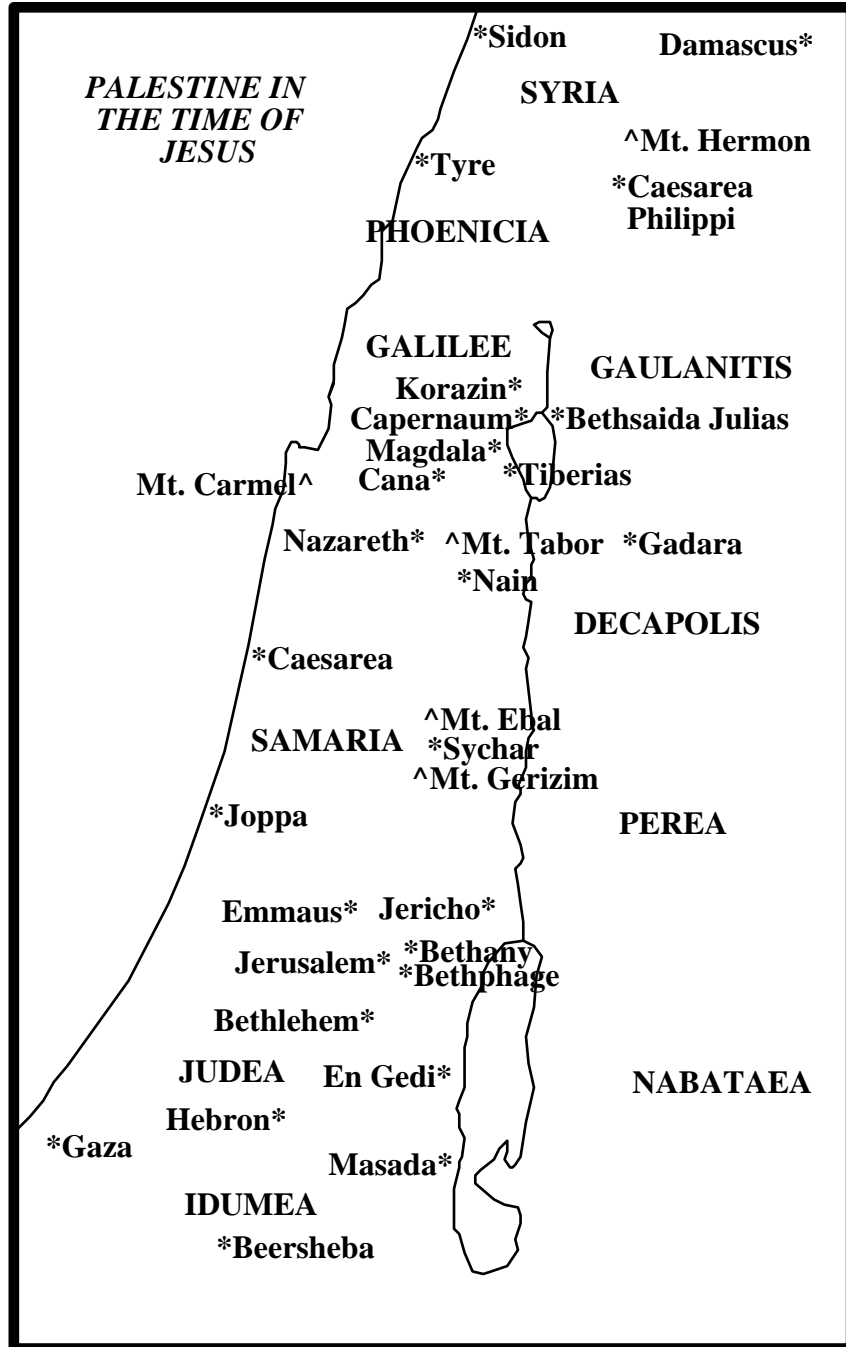 *Sidon
Damascus*
PALESTINE IN
THE TIME OF
JESUS
SYRIA
^Mt. Hermon
*Tyre
*Caesarea
Philippi
PHOENICIA
GALILEE
GAULANITIS
Korazin*
Capernaum*
*Bethsaida Julias
Magdala*
Cana*
*Tiberias
Mt. Carmel^
Nazareth*
^Mt. Tabor
*Gadara
*Nain
DECAPOLIS
*Caesarea
^Mt. Ebal
SAMARIA
*Sychar
^Mt. Gerizim
*Joppa
PEREA
Emmaus*
Jericho*
*Bethany
Jerusalem*
*Bethphage
Bethlehem*
JUDEA
En Gedi*
NABATAEA
Hebron*
*Gaza
Masada*
IDUMEA
*Beersheba